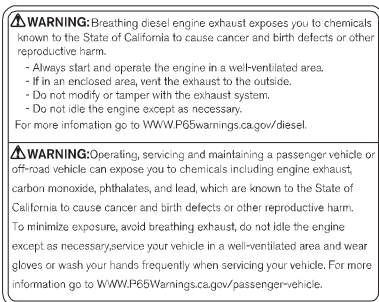 WARNING: Breathing diesel engine exhaust exposes you to chemicals
known to the State of California to cause cancer and birth defects or other
reproductive harm.
- Always start and operate the engine in a well-ventilated area.
- If in an enclosed area, vent the exhaust to the outside.
- Do not modify or tamper with the exhaust system.
- Do not idle the engine except as necessary.
For more infomation go to WWW.P65warnings.ca.gov/diesel.
WARNING:Operating, servicing and maintaining a passenger vehicle or
off-road vehicle can expose you to chemicals including engine exhaust,
carbon monoxide, phthalates, and lead, which are known to the State of
California to cause cancer and birth defects or other reproductive harm.
To minimize exposure, avoid breathing exhaust, do not idle the engine
except as necessary,service your vehicle in a well-ventilated area and wear
gloves or wash your hands frequently when servicing your vehicle. For more
information go to WWW.P65Warnings.ca.gov/passenger-vehicle.